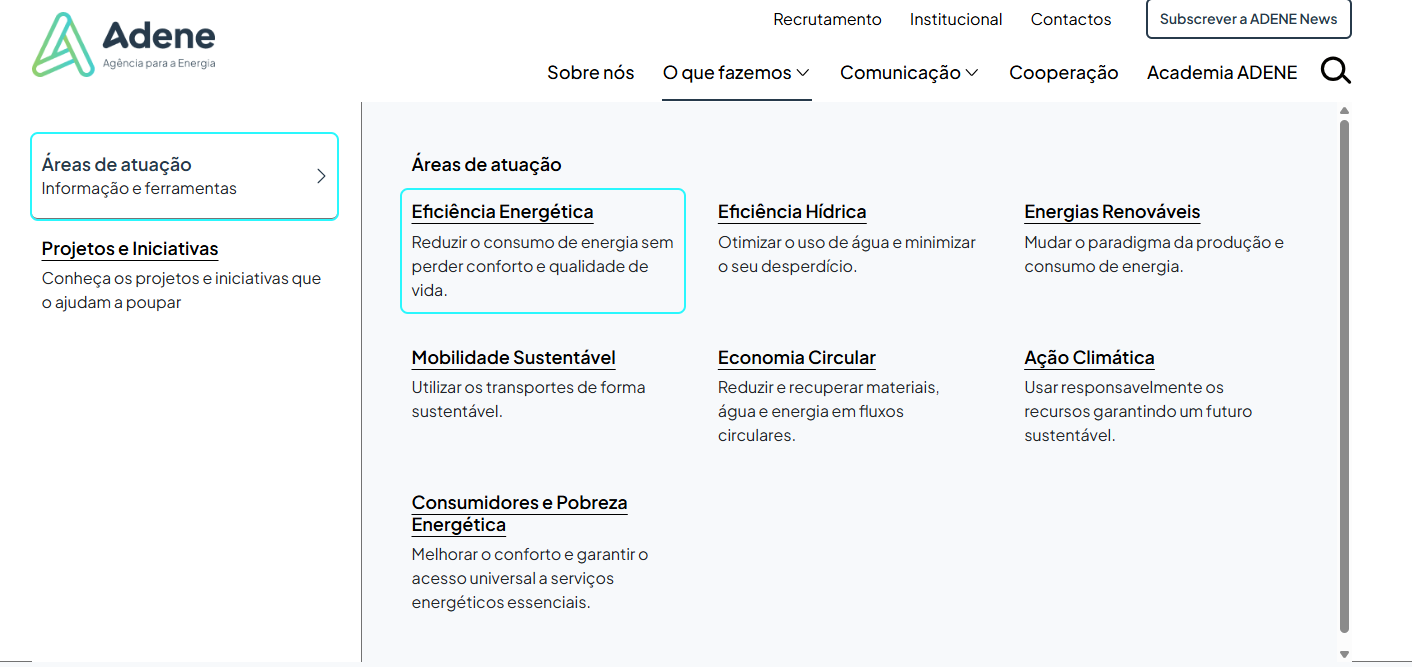 Adene
Agência para a Energia
Recrutamento
Institucional
Contactos
Subscrever a ADENE News
Sobre nós
O que fazemos
Comunicação
Cooperação
Academia ADENE
Áreas de atuação
Informação e ferramentas
Projetos e Iniciativas
Conheça os projetos e iniciativas que
o ajudam a poupar
Áreas de atuação
Eficiência Energética
Reduzir o consumo de energia sem
perder conforto e qualidade de
vida.
Eficiência Hídrica
Otimizar o uso de água e minimizar
o seu desperdício.
Energias Renováveis
Mudar o paradigma da produção e
consumo de energia.
Mobilidade Sustentável
Utilizar os transportes de forma
sustentável.
Economia Circular
Reduzir e recuperar materiais,
água e energia em fluxos
circulares.
Ação Climática
Usar responsavelmente os
recursos garantindo um futuro
sustentável.
Consumidores e Pobreza
Energética
Melhorar o conforto e garantir o
acesso universal a serviços
energéticos essenciais.